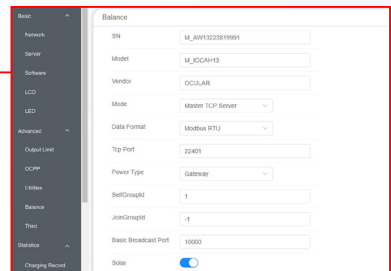 Basic
Network
Server
Software
LCD
LED
Advanced
Output Limit
OCPP
Utilities
Balance
Third
Statistics
Charging Record
Balance
SN M_AW13223819991
Model M_IOCAH13
Vendor OCULAR
Mode Master TCP Server
Data Format Modbus RTU
Tcp Port 22401
Power Type Gateway
SelfGroupId 1
JoinGroupId -1
Basic Broadcast Port 10000
Solar